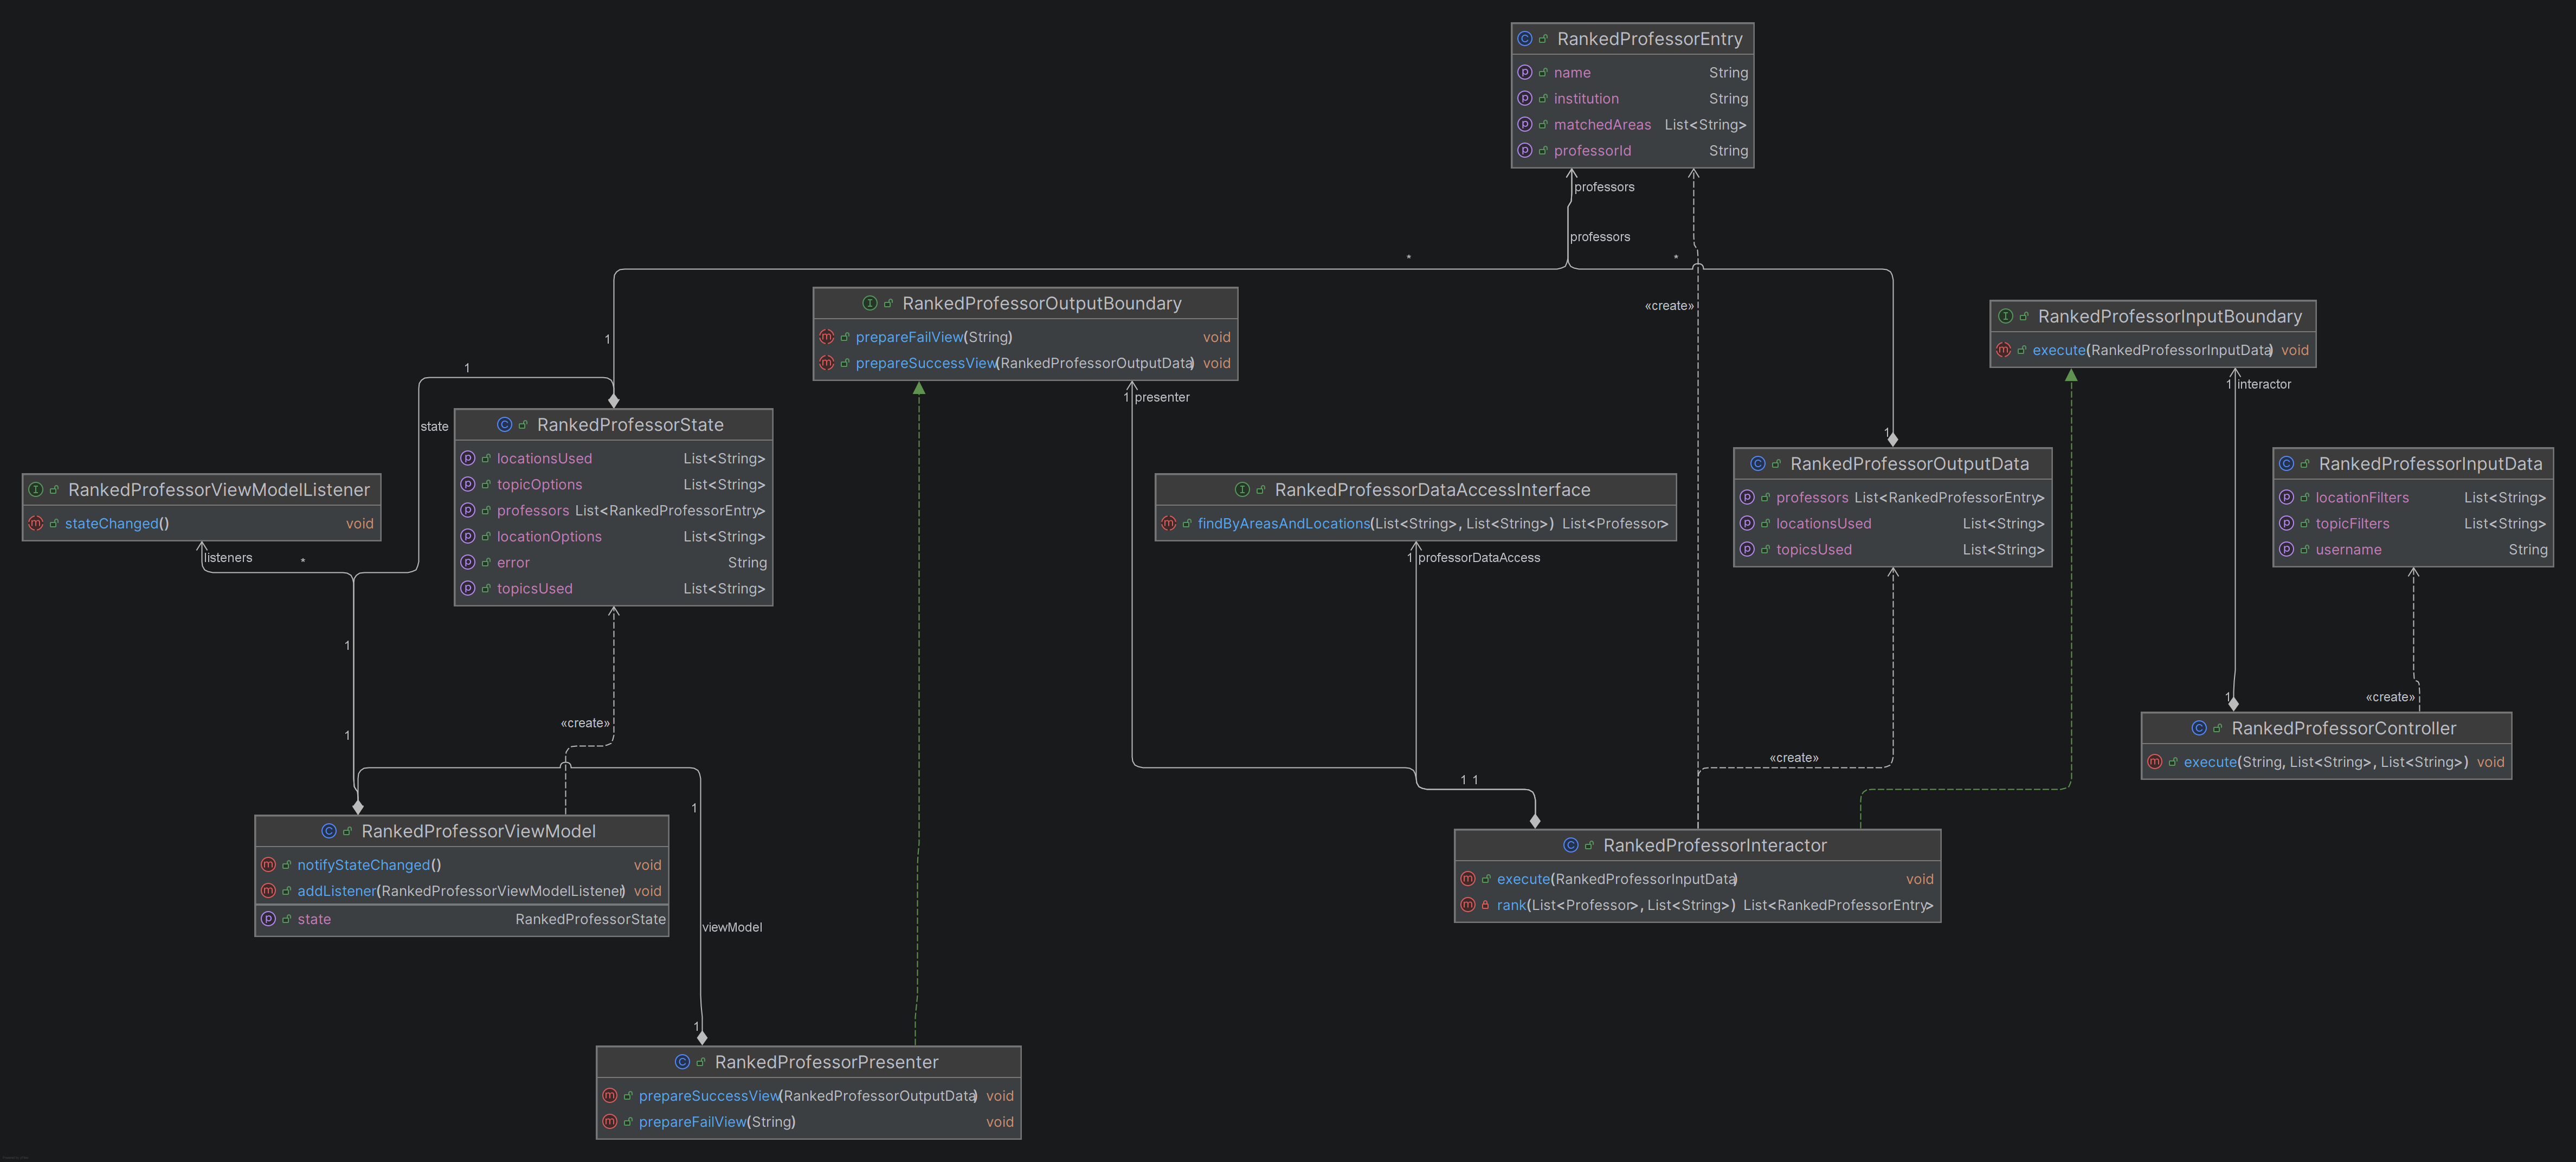 RankedProfessorEntry
name String
institution String
matchedAreas List<String>
professorId String
professors
professors
*
*
«create»
1
1
state
RankedProfessorOutputBoundary
prepareFailView(String) void
prepareSuccessView(RankedProfessorOutputData) void
1 presenter
RankedProfessorInputBoundary
execute(RankedProfessorInputData) void
1 interactor
RankedProfessorState
locationsUsed List<String>
topicOptions List<String>
professors List<RankedProfessorEntry>
locationOptions List<String>
error String
topicsUsed List<String>
1
RankedProfessorOutputData
professors List<RankedProfessorEntry>
locationsUsed List<String>
topicsUsed List<String>
RankedProfessorInputData
locationFilters List<String>
topicFilters List<String>
username String
RankedProfessorViewModelListener
stateChanged() void
listeners
*
RankedProfessorDataAccessInterface
findByAreasAndLocations(List<String>, List<String>) List<Professor>
1 professorDataAccess
1
1
«create»
«create»
1
«create»
1 1
RankedProfessorController
execute(String, List<String>, List<String>) void
RankedProfessorViewModel
notifyStateChanged() void
addListener(RankedProfessorViewModelListener) void
state RankedProfessorState
1
viewModel
1
RankedProfessorInteractor
execute(RankedProfessorInputData) void
rank(List<Professor>, List<String>) List<RankedProfessorEntry>
RankedProfessorPresenter
prepareSuccessView(RankedProfessorOutputData) void
prepareFailView(String) void